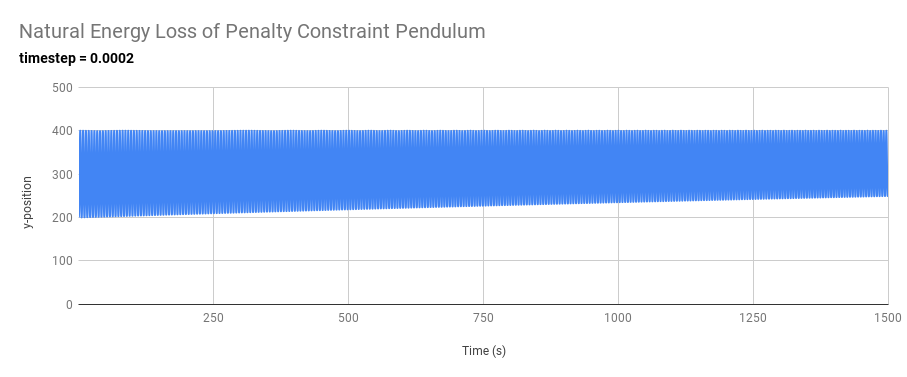 Natural Energy Loss of Penalty Constraint Pendulum
timestep = 0.0002
500
400
300
200
100
0
y-position
250 500 750 1000 1250 1500
Time (s)